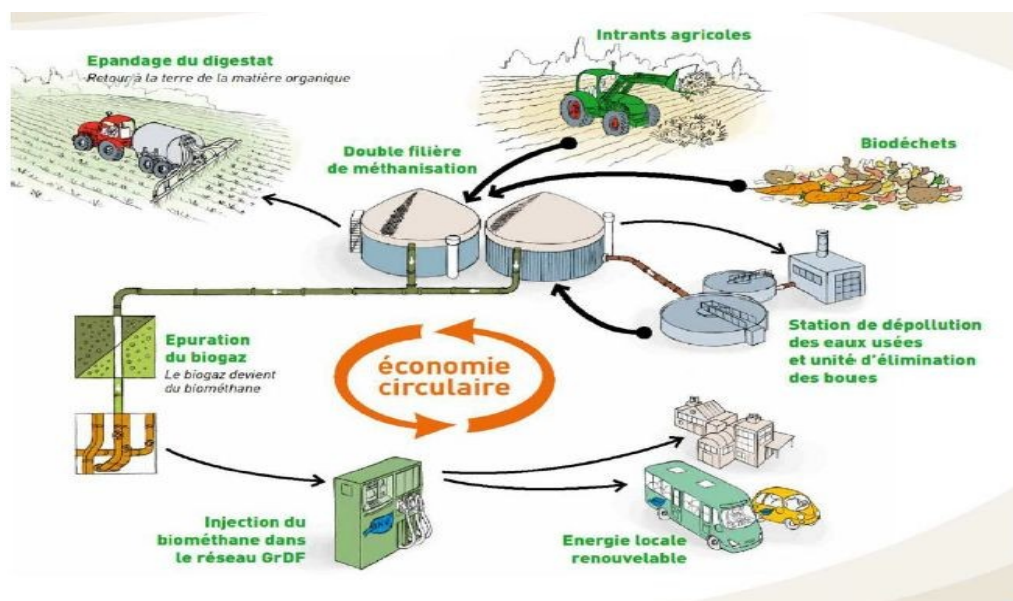 Intrants agricoles
Epandage du digestat
Retour à la terre de la matière organique
Double filière
de méthanisation
Biodéchets
Station de dépollution
des eaux usées
et unité d'élimination
des boues
Epuration
du biogaz
Le biogaz devient
du biométhane
économie
circulaire
Injection du
biométhane dans
le réseau GrDF
Energie locale
renouvelable